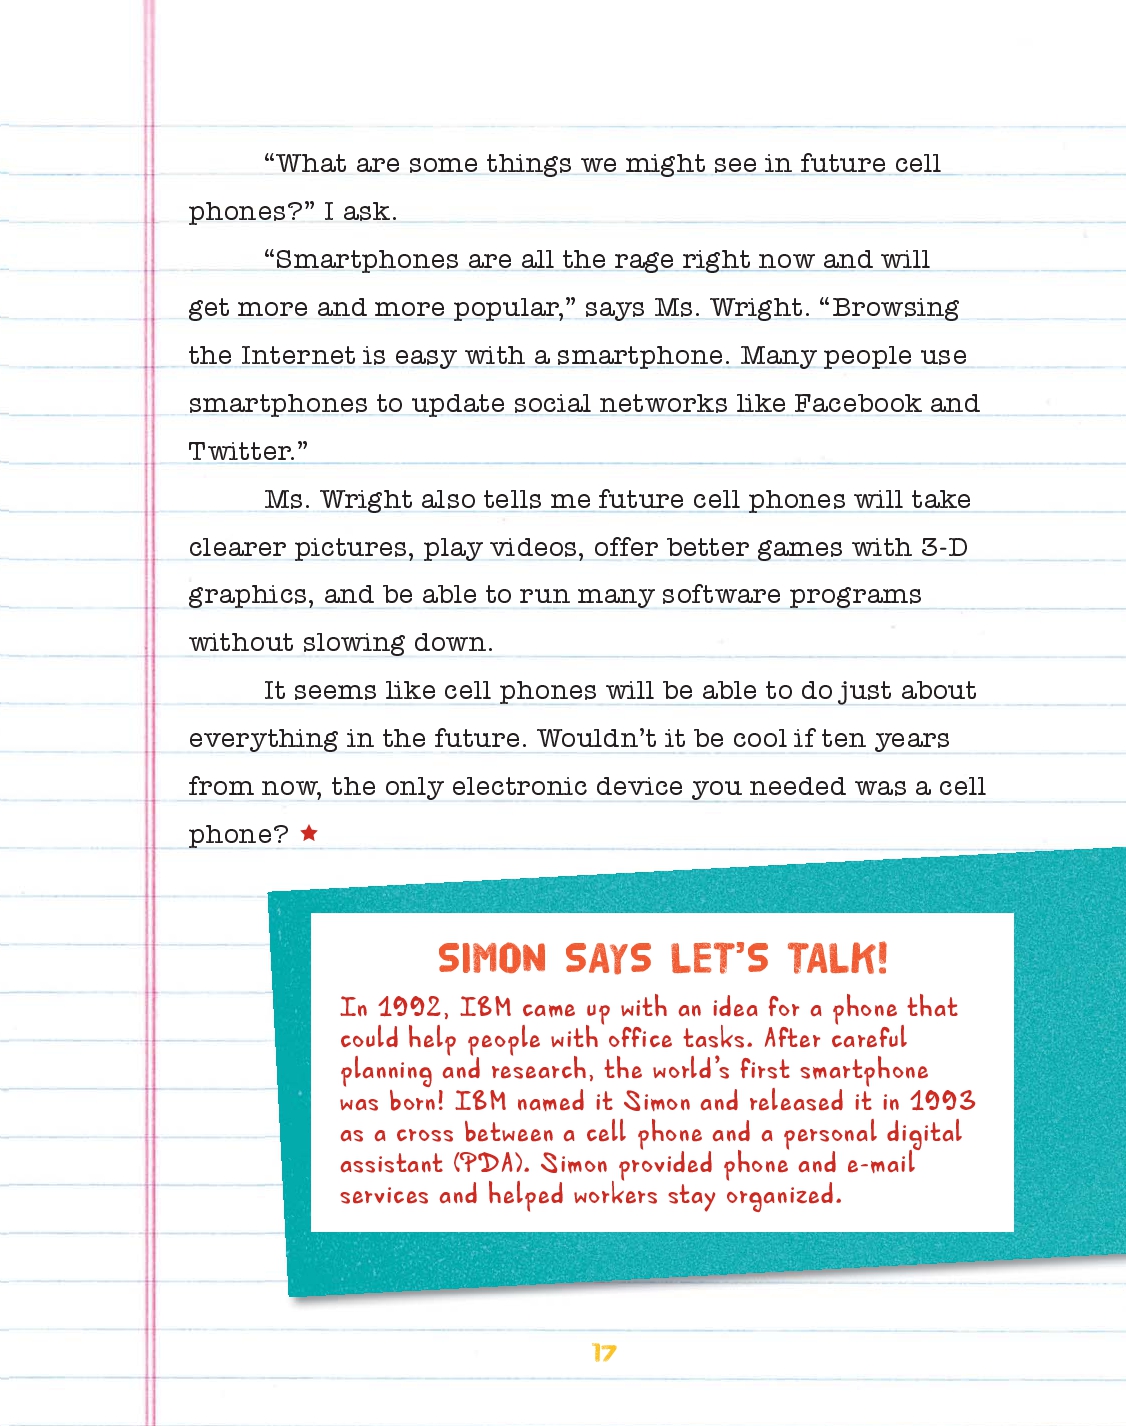 “What are some things we might see in future cell
phones?” I ask.
“Smartphones are all the rage right now and will
get more and more popular,” says Ms. Wright. “Browsing
the Internet is easy with a smartphone. Many people use
smartphones to update social networks like Facebook and
Twitter.”
Ms. Wright also tells me future cell phones will take
clearer pictures, play videos, offer better games with 3-D
graphics, and be able to run many software programs
without slowing down.
It seems like cell phones will be able to do just about
everything in the future. Wouldn’t it be cool if ten years
from now, the only electronic device you needed was a cell
phone? ★
SIMON SAYS LET’S TALK!
In 1992, IBM came up with an idea for a phone that
could help people with office tasks. After careful
planning and research, the world’s first smartphone
was born! IBM named it Simon and released it in 1993
as a cross between a cell phone and a personal digital
assistant (PDA). Simon provided phone and e-mail
services and helped workers stay organized.
17